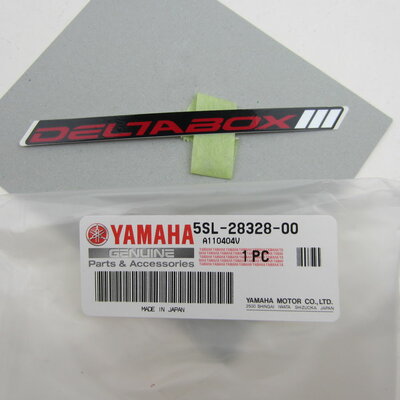 DELTABOX III
YAMAHA
GENUINE
Parts & Accessories
5SL-28328-00
A110404V
1 PC
MADE IN JAPAN
YAMAHA MOTOR CO.,LTD.
2500 SHINGAI IWATA SHIZUOKA JAPAN